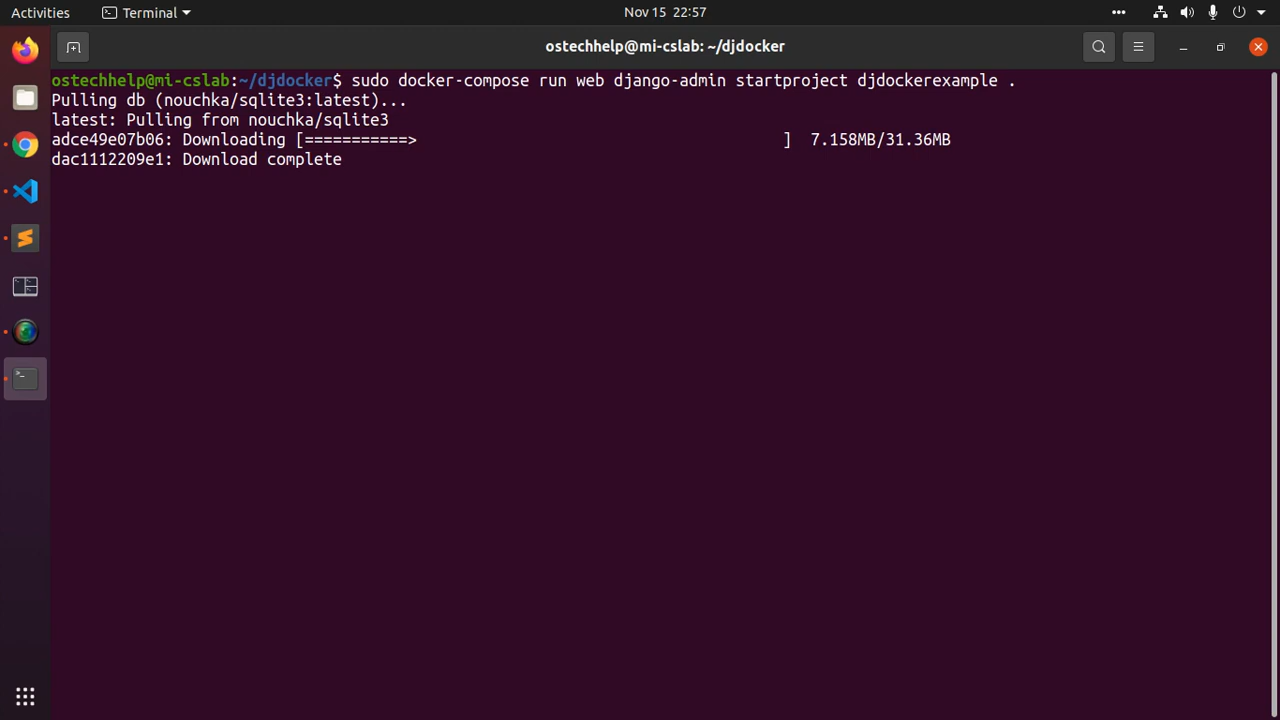 Activities Terminal Nov 15 22:57
ostechhelp@mi-cslab: ~/djdocker
ostechhelp@mi-cslab:~/djdocker$ sudo docker-compose run web django-admin startproject djdockerexample .
Pulling db (nouchka/sqlite3:latest)...
latest: Pulling from nouchka/sqlite3
adce49e07b06: Downloading [===========>                                       ]  7.158MB/31.36MB
dac1112209e1: Download complete